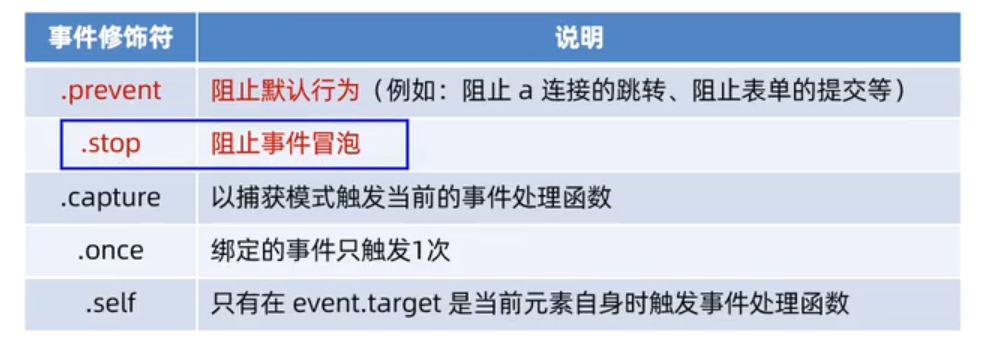 事件修饰符 说明
.prevent 阻止默认行为（例如：阻止 a 连接的跳转、阻止表单的提交等）
.stop 阻止事件冒泡
.capture 以捕获模式触发当前的事件处理函数
.once 绑定的事件只触发1次
.self 只有在 event.target 是当前元素自身时触发事件处理函数